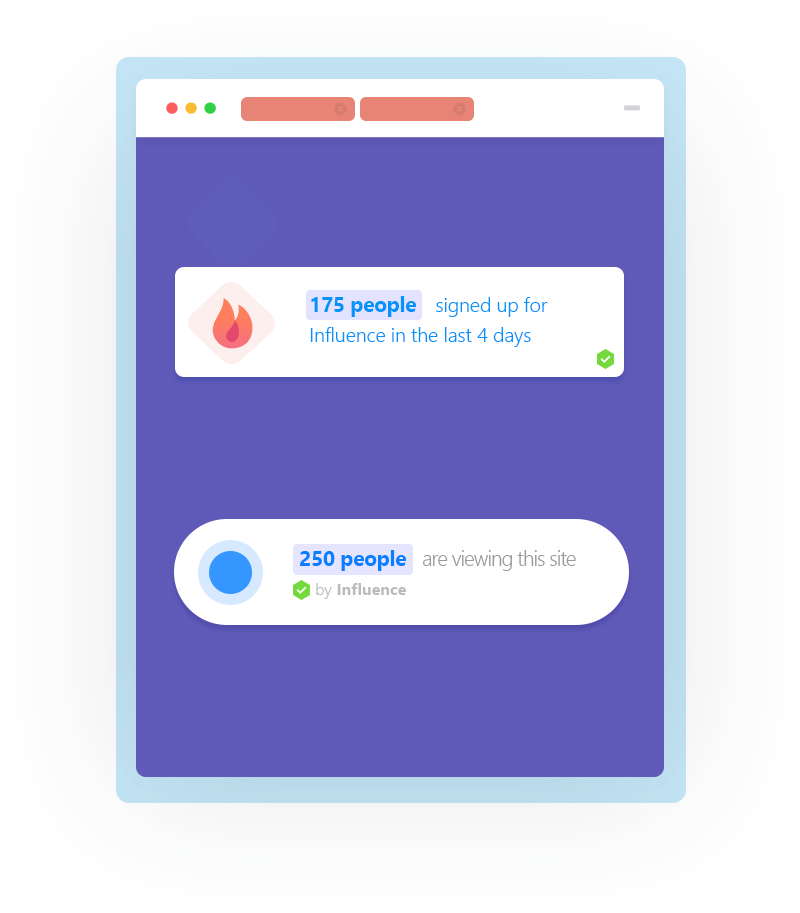 175 people signed up for
Influence in the last 4 days
250 people are viewing this site
by Influence